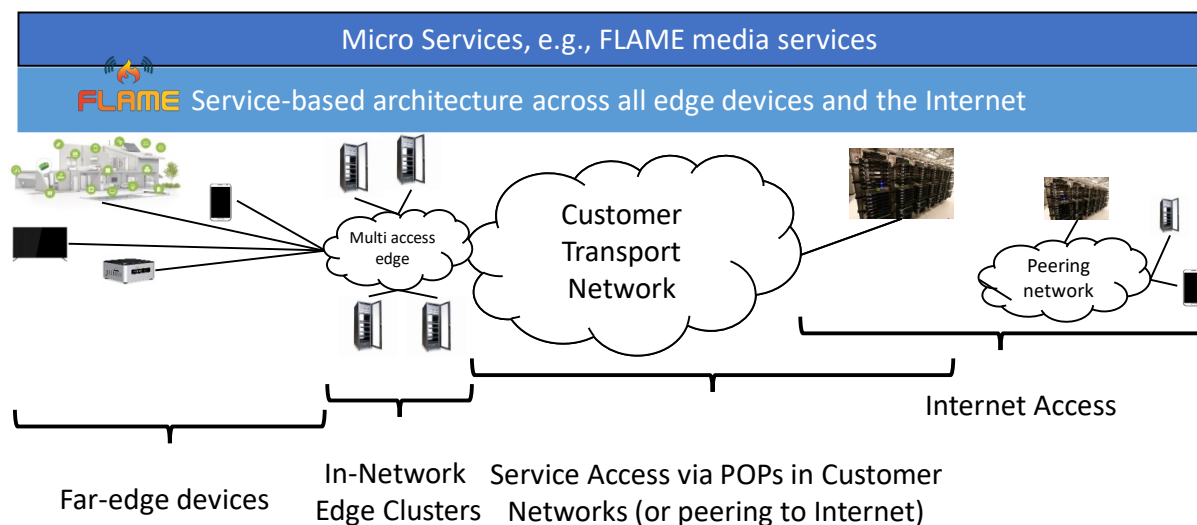 Micro Services, e.g., FLAME media services
FLAME Service-based architecture across all edge devices and the Internet
Multi access
edge
Customer
Transport
Network
Peering
network
Internet Access
Far-edge devices
In-Network
Edge Clusters
Service Access via POPs in Customer
Networks (or peering to Internet)